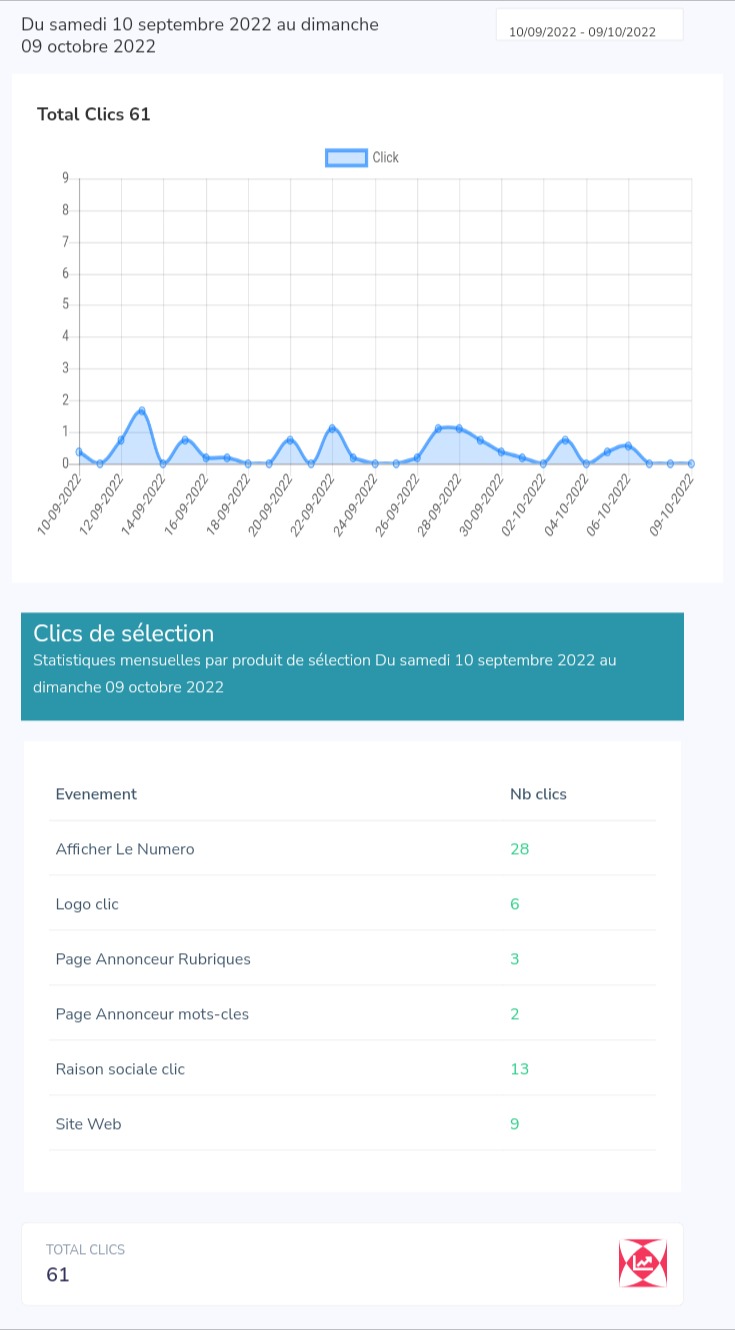 Du samedi 10 septembre 2022 au dimanche
09 octobre 2022
10/09/2022 - 09/10/2022
Total Clics 61
Click
9
8
7
6
5
4
3
2
1
0
10-09-2022
12-09-2022
14-09-2022
16-09-2022
18-09-2022
20-09-2022
22-09-2022
24-09-2022
26-09-2022
28-09-2022
30-09-2022
02-10-2022
04-10-2022
06-10-2022
09-10-2022
Clics de sélection
Statistiques mensuelles par produit de sélection Du samedi 10 septembre 2022 au
dimanche 09 octobre 2022
Evenement Nb clics
Afficher Le Numero 28
Logo clic 6
Page Annonceur Rubriques 3
Page Annonceur mots-cles 2
Raison sociale clic 13
Site Web 9
TOTAL CLICS
61